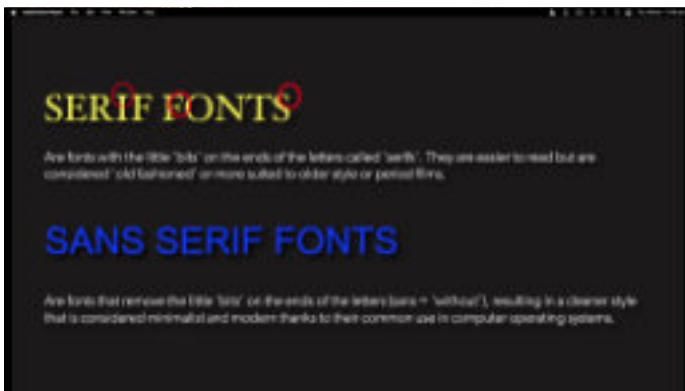 SERIF FONTS
Are fonts with the little 'bits' on the ends of the letters called 'serifs'. They are easier to read but are
considered 'old fashioned' or more suited to older style or period films.
SANS SERIF FONTS
Are fonts that remove the little 'bits' on the ends of the letters (sans = 'without'), resulting in a cleaner style
that is considered minimalist and modern thanks to their common use in computer operating systems.